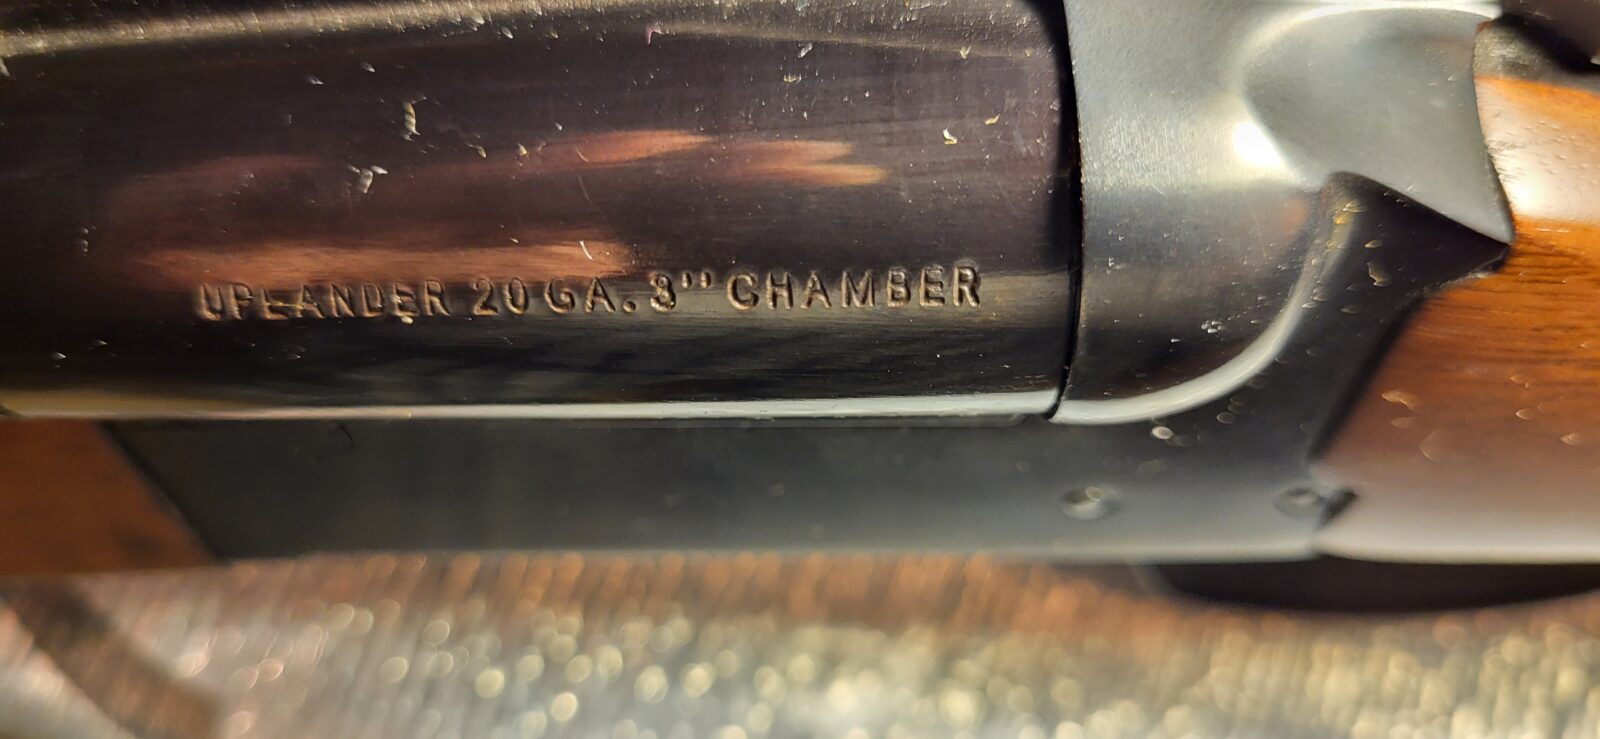 UPLANDER 20 GA. 3" CHAMBER